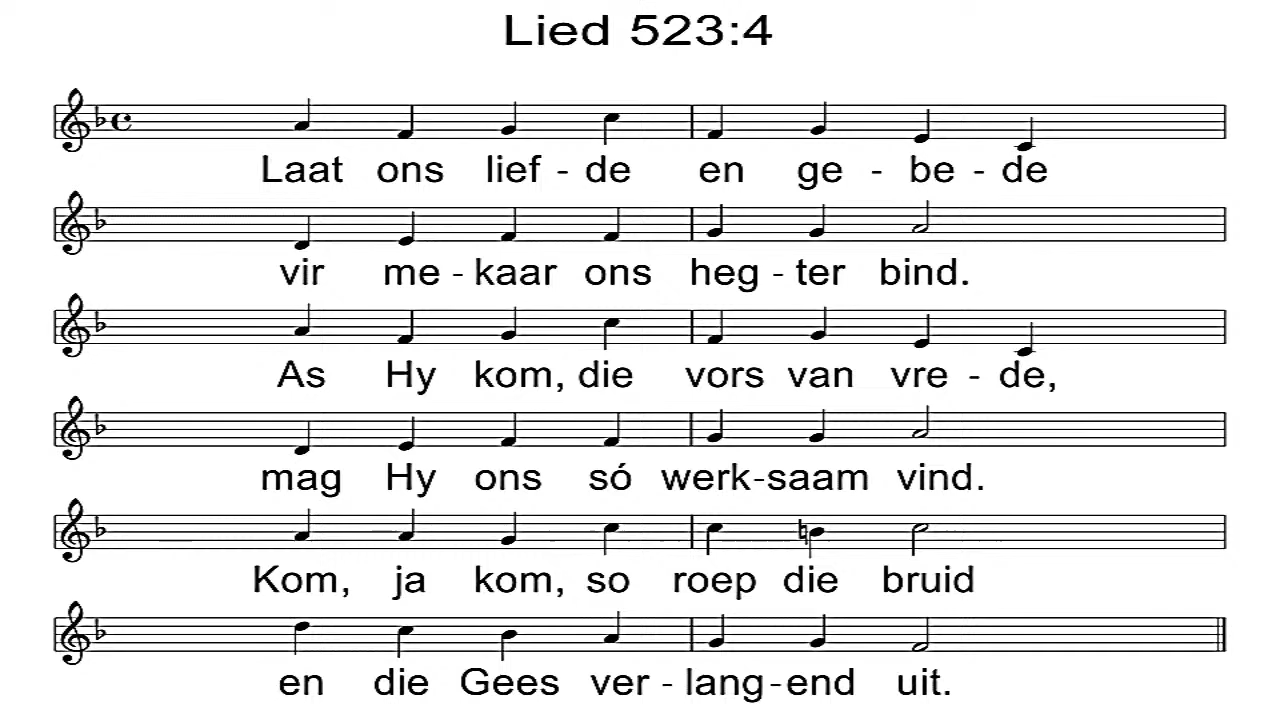 Lied 523:4
Laat ons lief - de en ge - be - de
vir me - kaar ons heg - ter bind.
As Hy kom, die vors van vre - de,
mag Hy ons só werk-saam vind.
Kom, ja kom, so roep die bruid
en die Gees ver - lang-end uit.